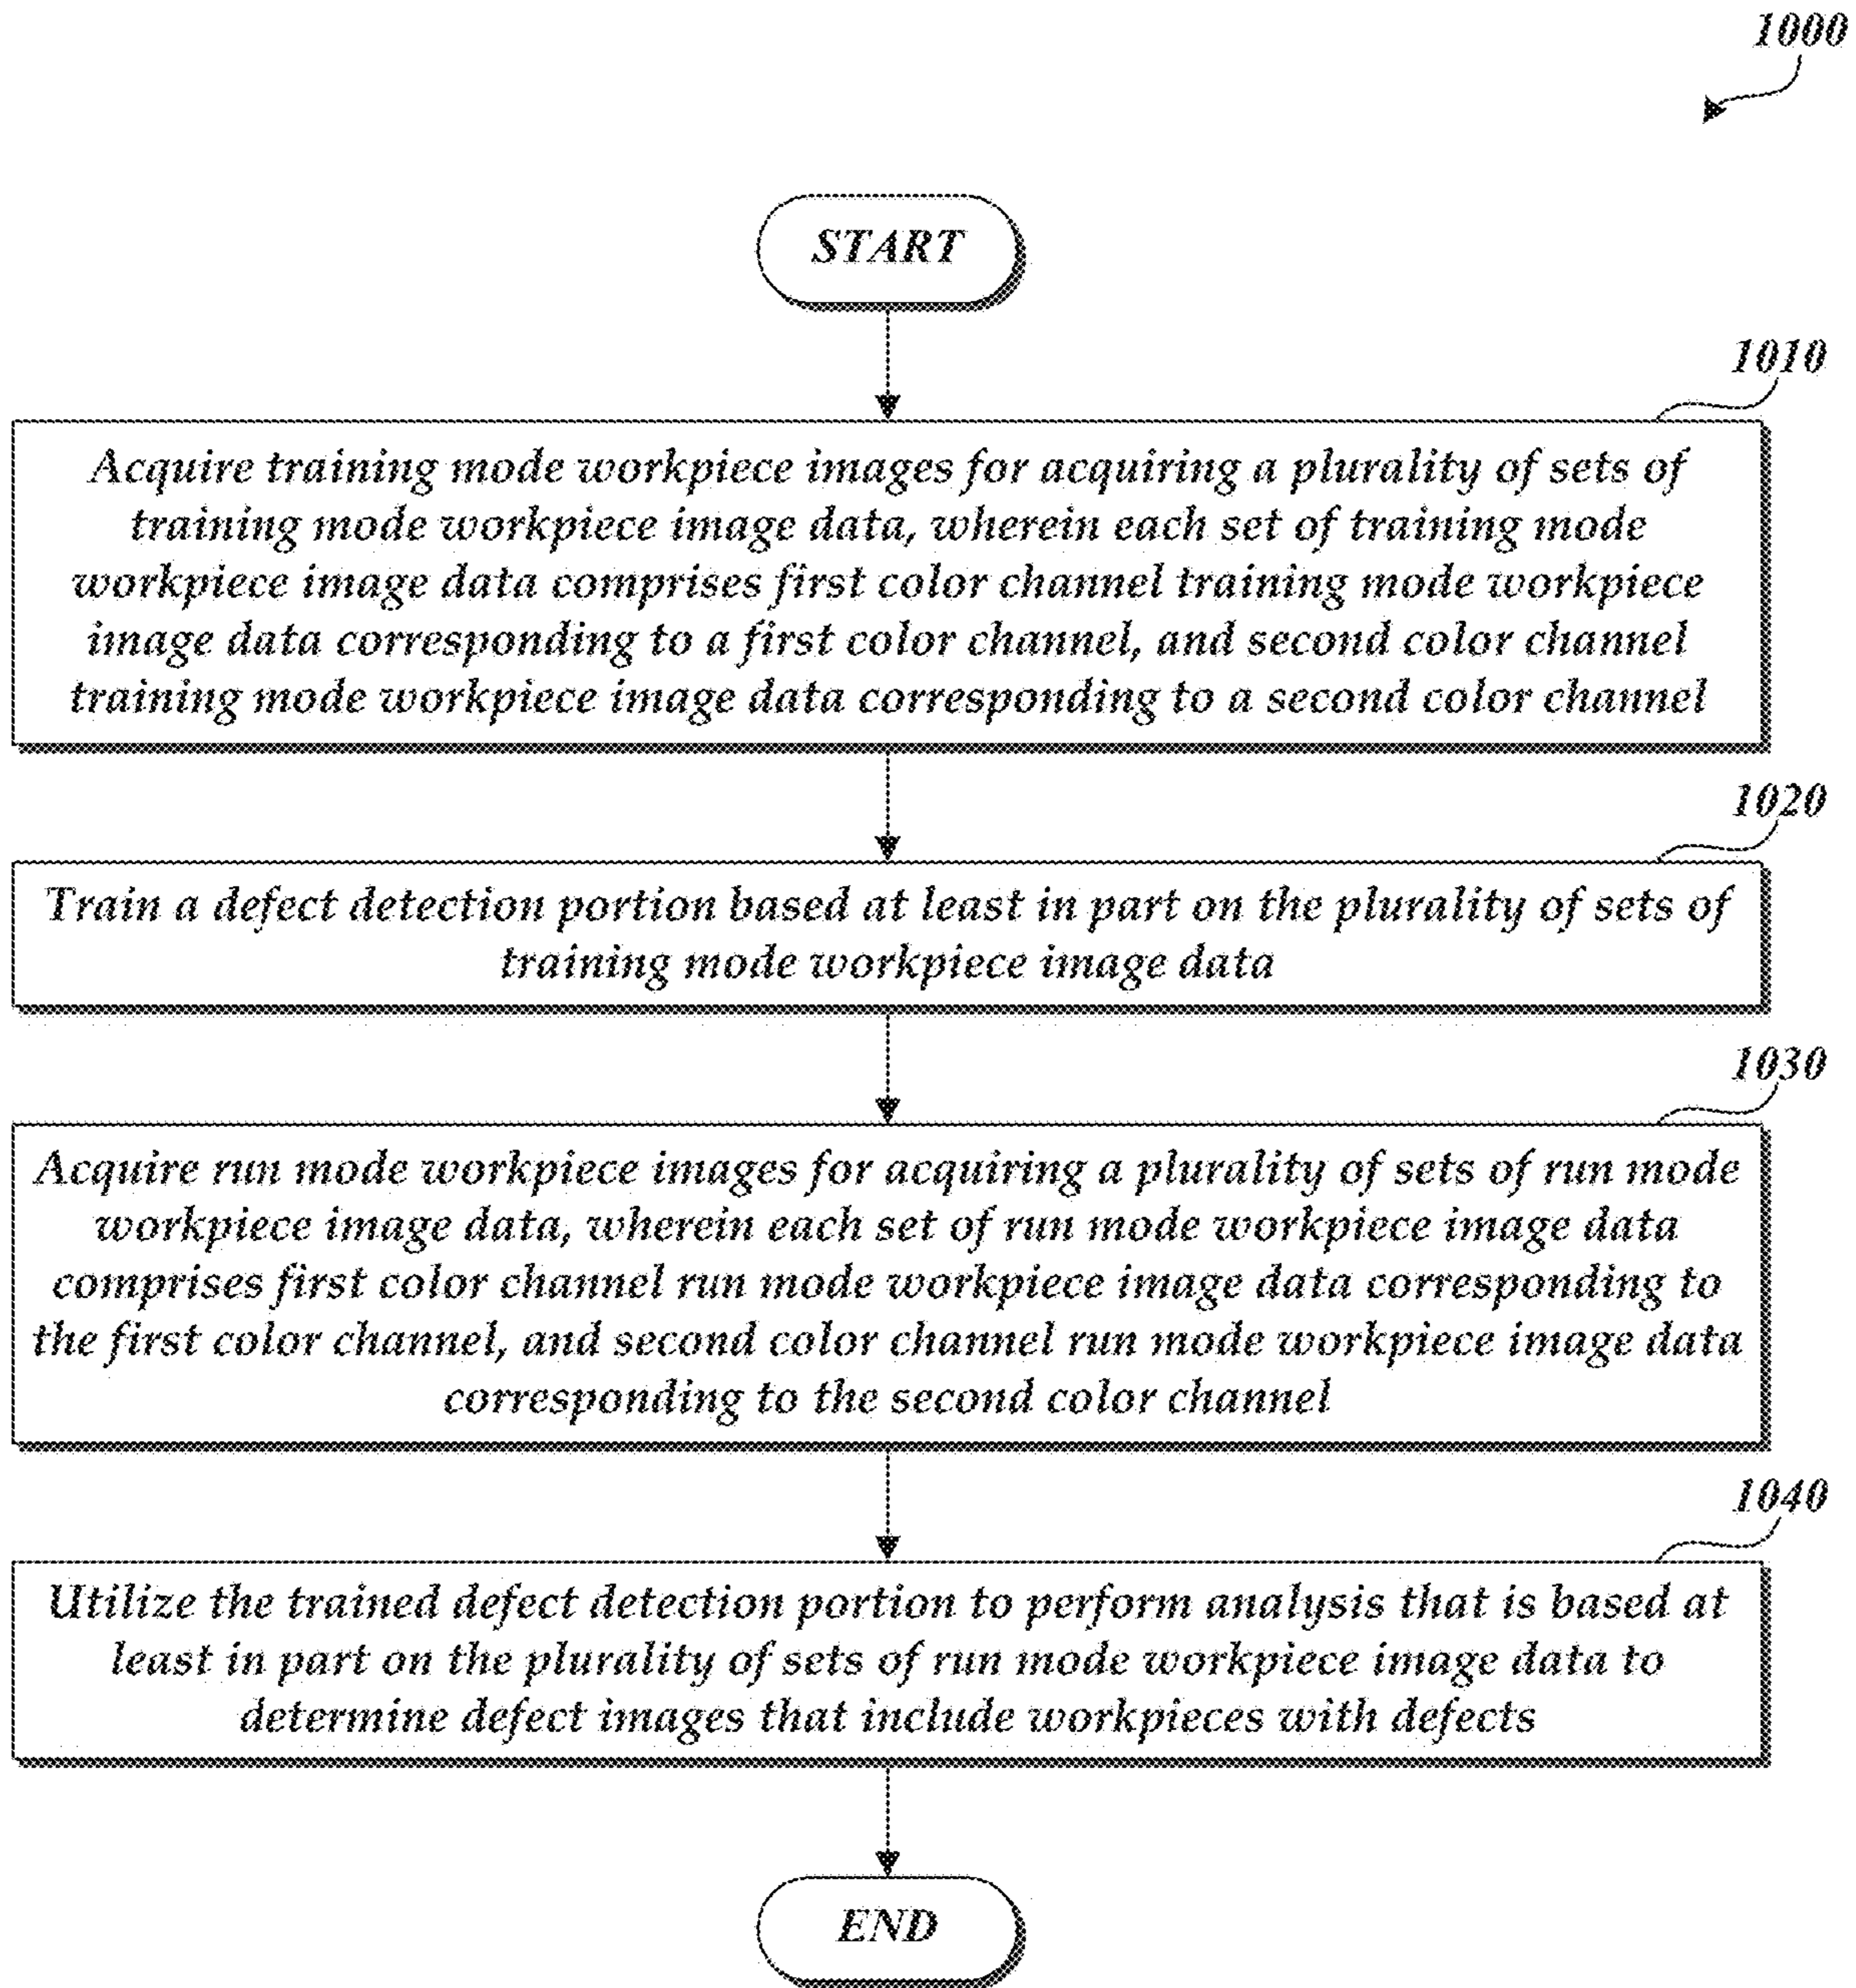 1000
START
1010
Acquire training mode workpiece images for acquiring a plurality of sets of
training mode workpiece image data, wherein each set of training mode
workpiece image data comprises first color channel training mode workpiece
image data corresponding to a first color channel, and second color channel
training mode workpiece image data corresponding to a second color channel
1020
Train a defect detection portion based at least in part on the plurality of sets of
training mode workpiece image data
1030
Acquire run mode workpiece images for acquiring a plurality of sets of run mode
workpiece image data, wherein each set of run mode workpiece image data
comprises first color channel run mode workpiece image data corresponding to
the first color channel, and second color channel run mode workpiece image data
corresponding to the second color channel
1040
Utilize the trained defect detection portion to perform analysis that is based at
least in part on the plurality of sets of run mode workpiece image data to
determine defect images that include workpieces with defects
END